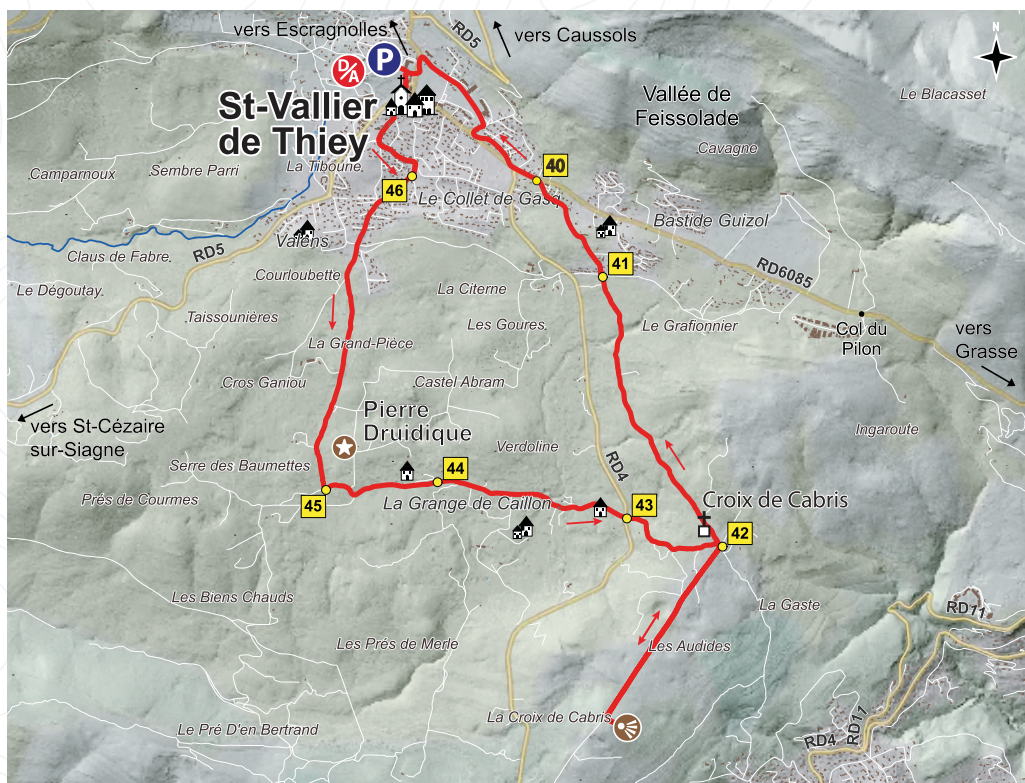 vers Escragnolles
RD5
vers Caussols
N
D/A
P
St-Vallier
de Thiey
Vallée de
Feissolade
Le Blacasset
Cavagne
Camparitoux
Sembre Parri
La Tiboune
46
40
Le Collet de Gasq
Bastide Guizol
Valens
Claus de Fabre
RD5
41
Courloubette
RD6085
Le Dégoutay
La Citerne
Taissounières
Les Goures
Le Grafionnier
Col du
Pilon
vers
Grasse
La Grand-Pièce
Cros Ganiou
Castel Abram
vers St-Cézaire
sur-Siagne
Pierre
Druidique
Verdoline
RD4
Ingaroute
Serre des Baumettes
44
Près de Courmes
45
La Grange de Caillon
43
Croix de Cabris
42
Les Biens Chauds
La Gaste
RD11
Les Prés de Merle
Les Audides
La Croix de Cabris
Le Pré D'en Bertrand
RD4
RD11